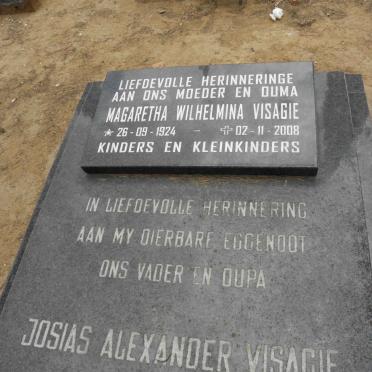 LIEFDEVOLLE HERINNERINGE
AAN ONS MOEDER EN OUMA
MAGARETHA WILHELMINA VISAGIE
* 26-09-1924 - ✝ 02-11-2008
KINDERS EN KLEINKINDERS
IN LIEFDEVOLLE HERINNERING
AAN MY DIERBARE EGGENOOT
ONS VADER EN OUPA
JOSIAS ALEXANDER VISAGIE